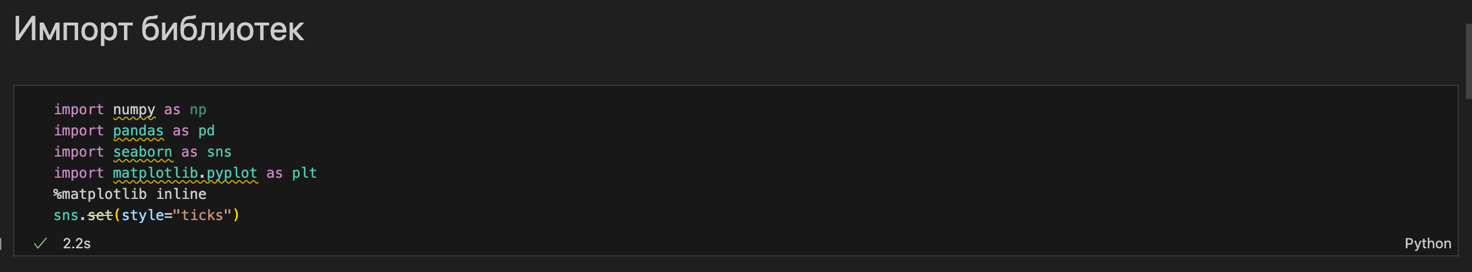 Импорт библиотек
import numpy as np
import pandas as pd
import seaborn as sns
import matplotlib.pyplot as plt
%matplotlib inline
sns.set(style="ticks")
2.2s
Python